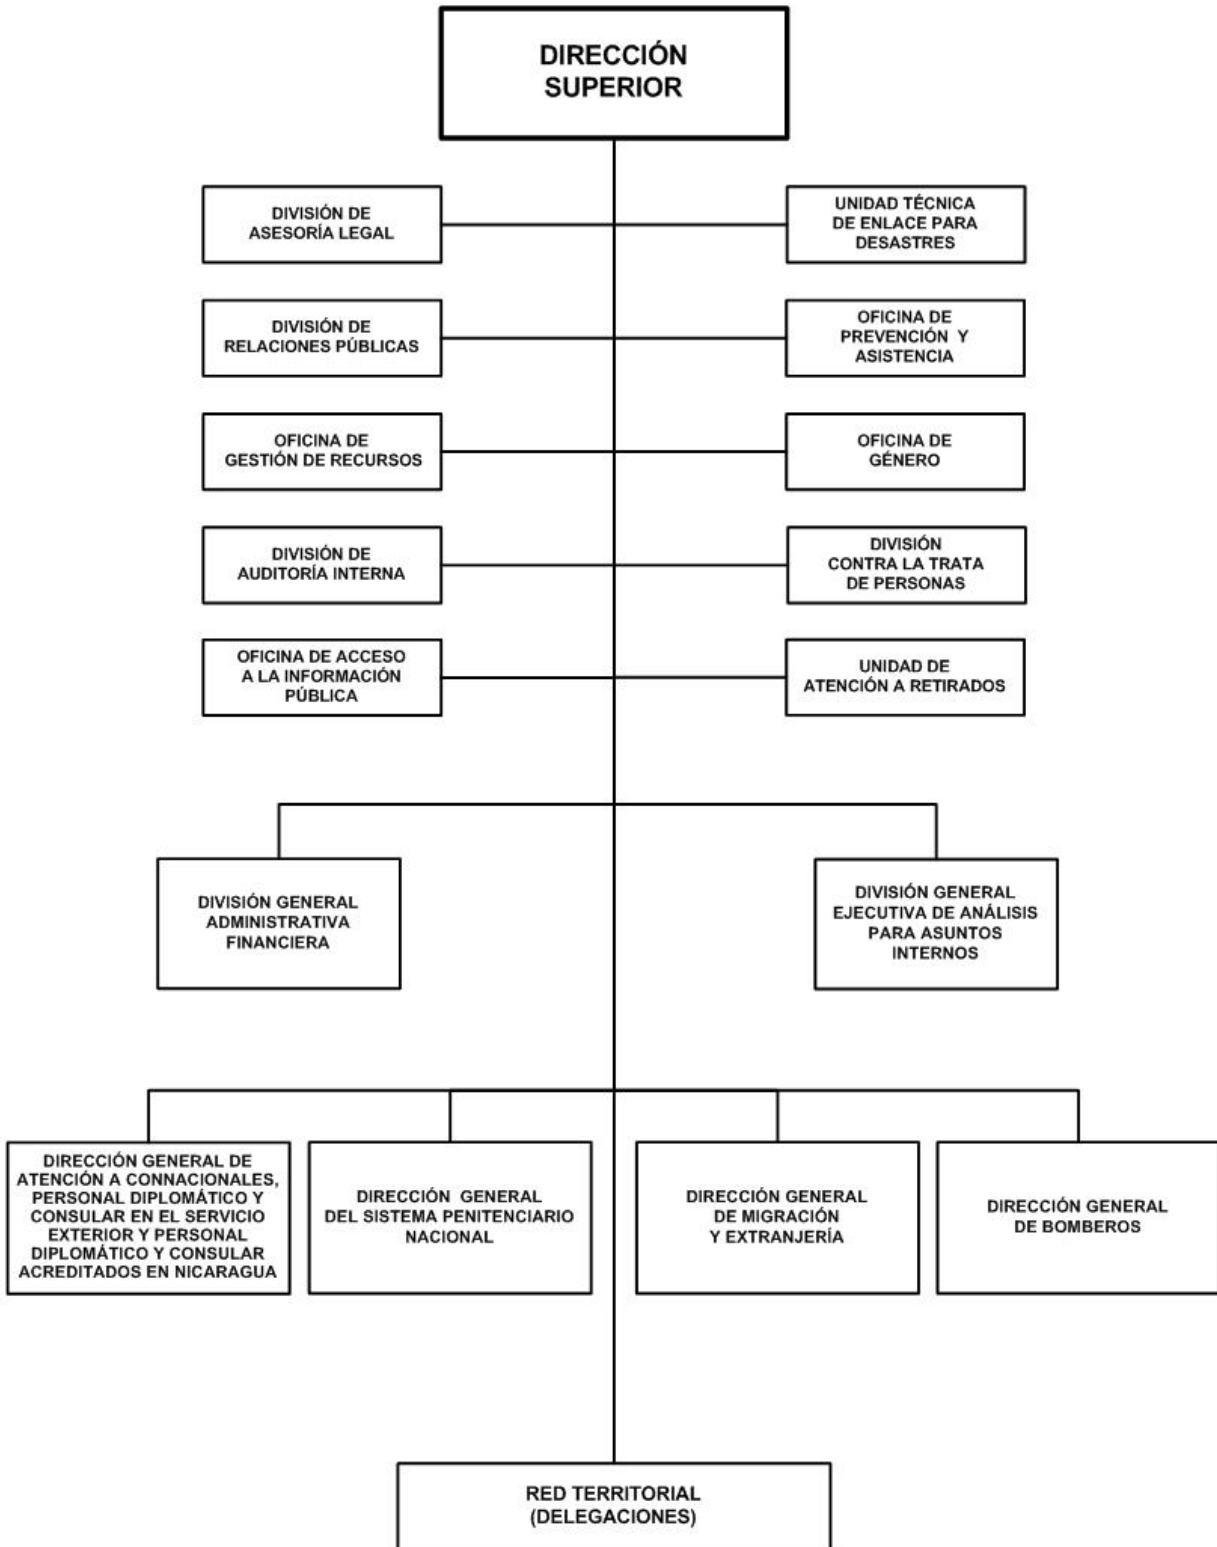 DIRECCIÓN
SUPERIOR
DIVISIÓN DE
ASESORÍA LEGAL
UNIDAD TÉCNICA
DE ENLACE PARA
DESASTRES
DIVISIÓN DE
RELACIONES PÚBLICAS
OFICINA DE
PREVENCIÓN Y
ASISTENCIA
OFICINA DE
GESTIÓN DE RECURSOS
OFICINA DE
GÉNERO
DIVISIÓN DE
AUDITORÍA INTERNA
DIVISIÓN
CONTRA LA TRATA
DE PERSONAS
OFICINA DE ACCESO
A LA INFORMACIÓN
PÚBLICA
UNIDAD DE
ATENCIÓN A RETIRADOS
DIVISIÓN GENERAL
ADMINISTRATIVA
FINANCIERA
DIVISIÓN GENERAL
EJECUTIVA DE ANÁLISIS
PARA ASUNTOS
INTERNOS
DIRECCIÓN GENERAL DE
ATENCIÓN A CONNACIONALES,
PERSONAL DIPLOMÁTICO Y
CONSULAR EN EL SERVICIO
EXTERIOR Y PERSONAL
DIPLOMÁTICO Y CONSULAR
ACREDITADOS EN NICARAGUA
DIRECCIÓN GENERAL
DEL SISTEMA PENITENCIARIO
NACIONAL
DIRECCIÓN GENERAL
DE MIGRACIÓN
Y EXTRANJERÍA
DIRECCIÓN GENERAL
DE BOMBEROS
RED TERRITORIAL
(DELEGACIONES)